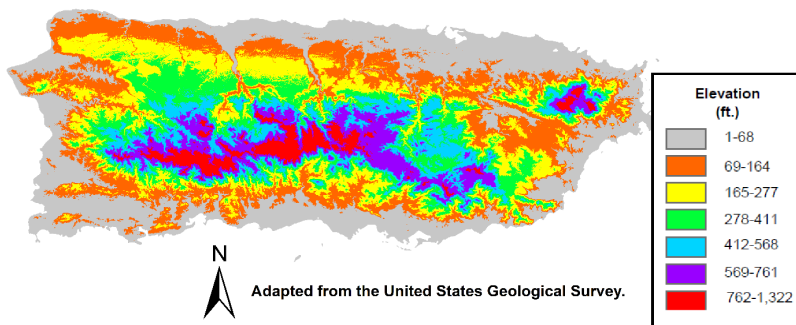 Elevation
(ft.)
1-68
69-164
165-277
278-411
412-568
569-761
762-1,322
N
Adapted from the United States Geological Survey.